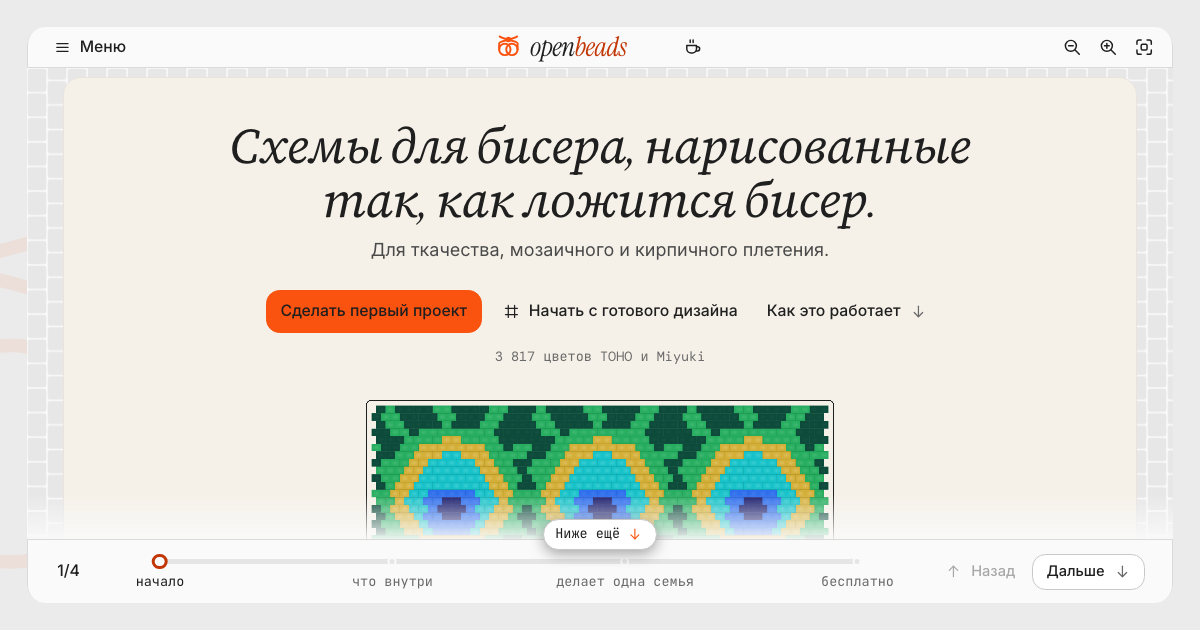 Меню
openbeads
Схемы для бисера, нарисованные
так, как ложится бисер.
Для ткачества, мозаичного и кирпичного плетения.
Сделать первый проект
Начать с готового дизайна
Как это работает
3 817 цветов TOHO и Miyuki
Ниже ещё
1/4
начало
что внутри
делает одна семья
бесплатно
Назад
Дальше